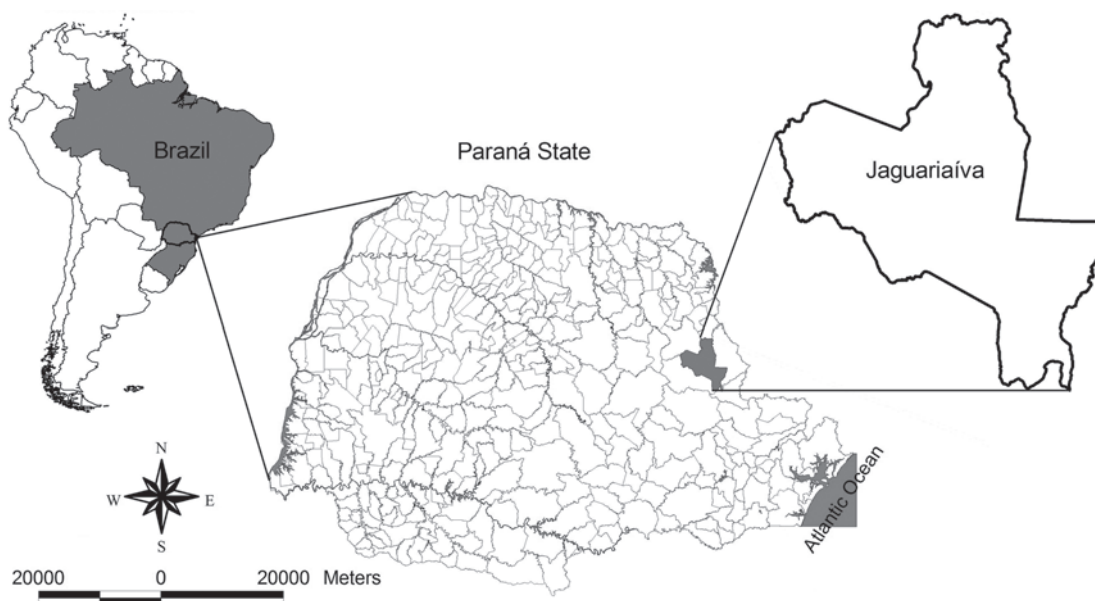 Brazil
Paraná State
Jaguariaíva
Atlantic Ocean
N
W E
S
20000 0 20000 Meters